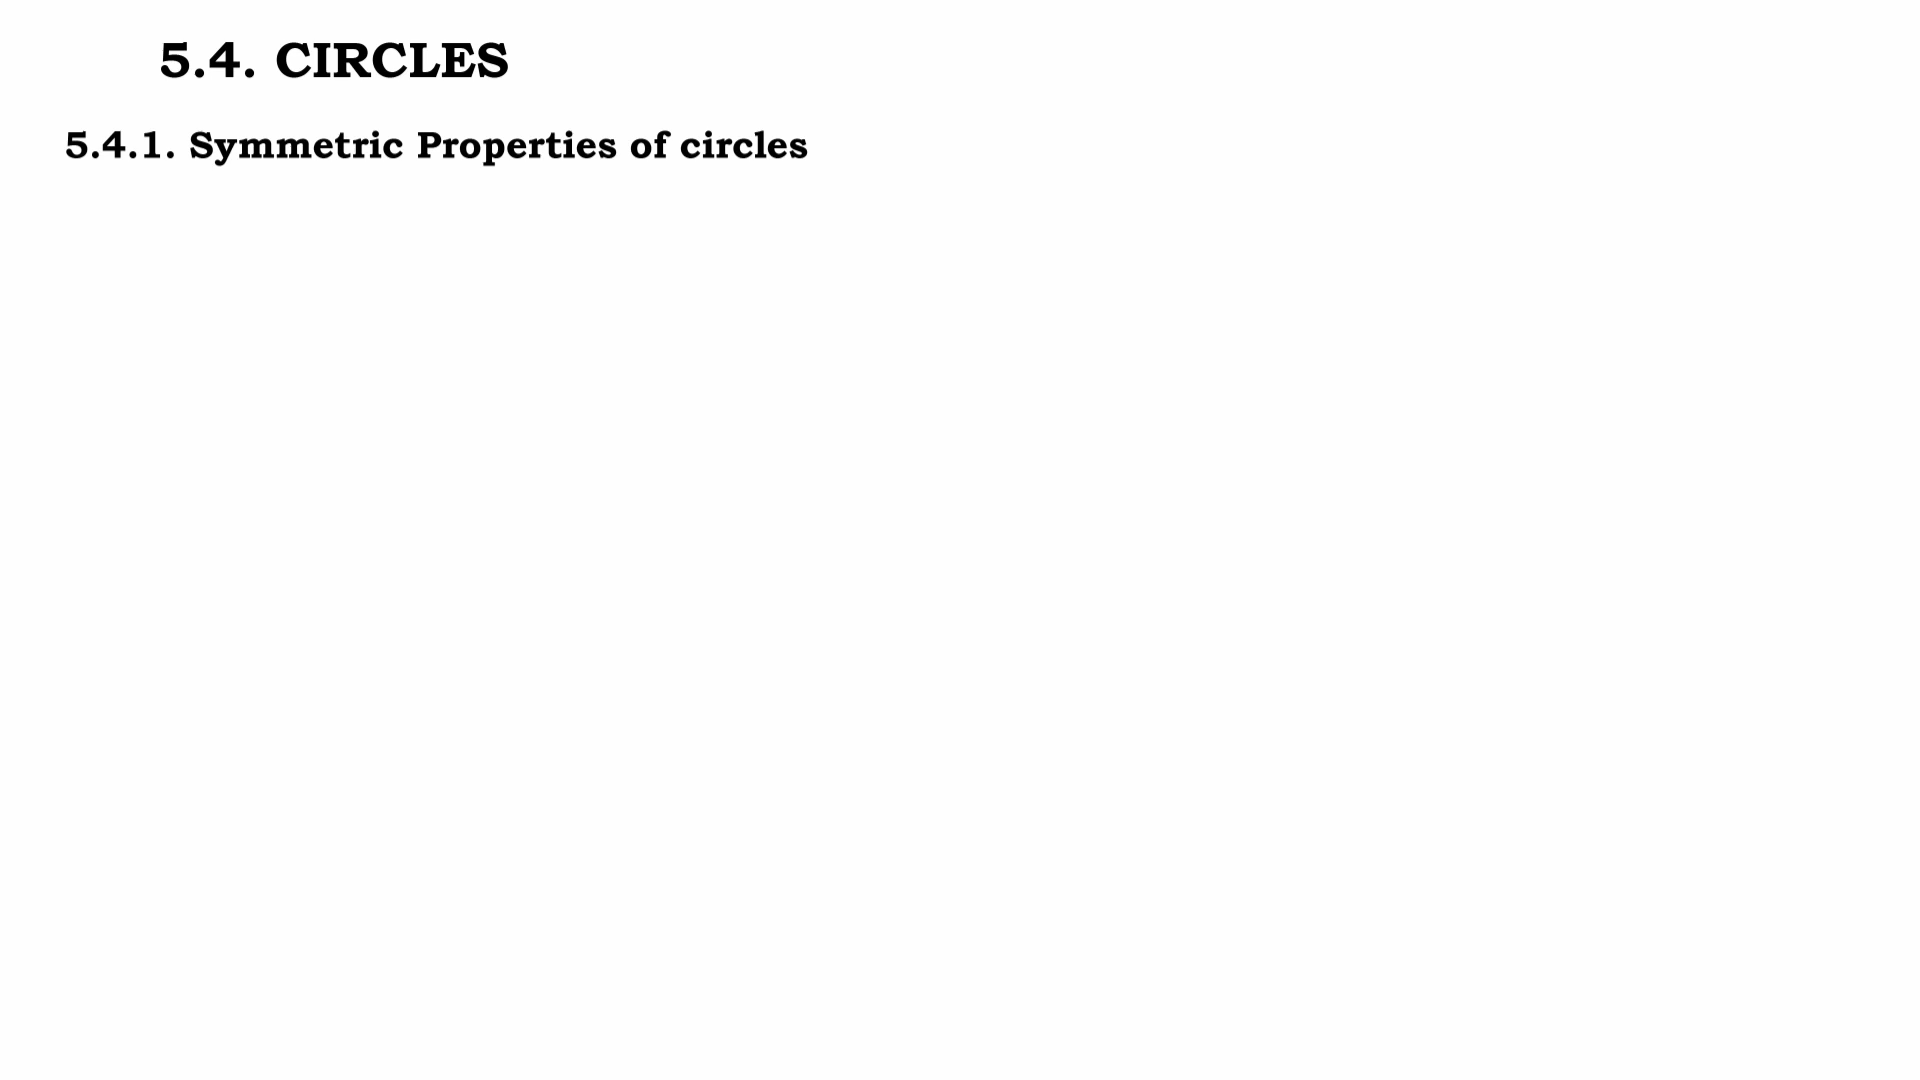 5.4. CIRCLES
5.4.1. Symmetric Properties of circles